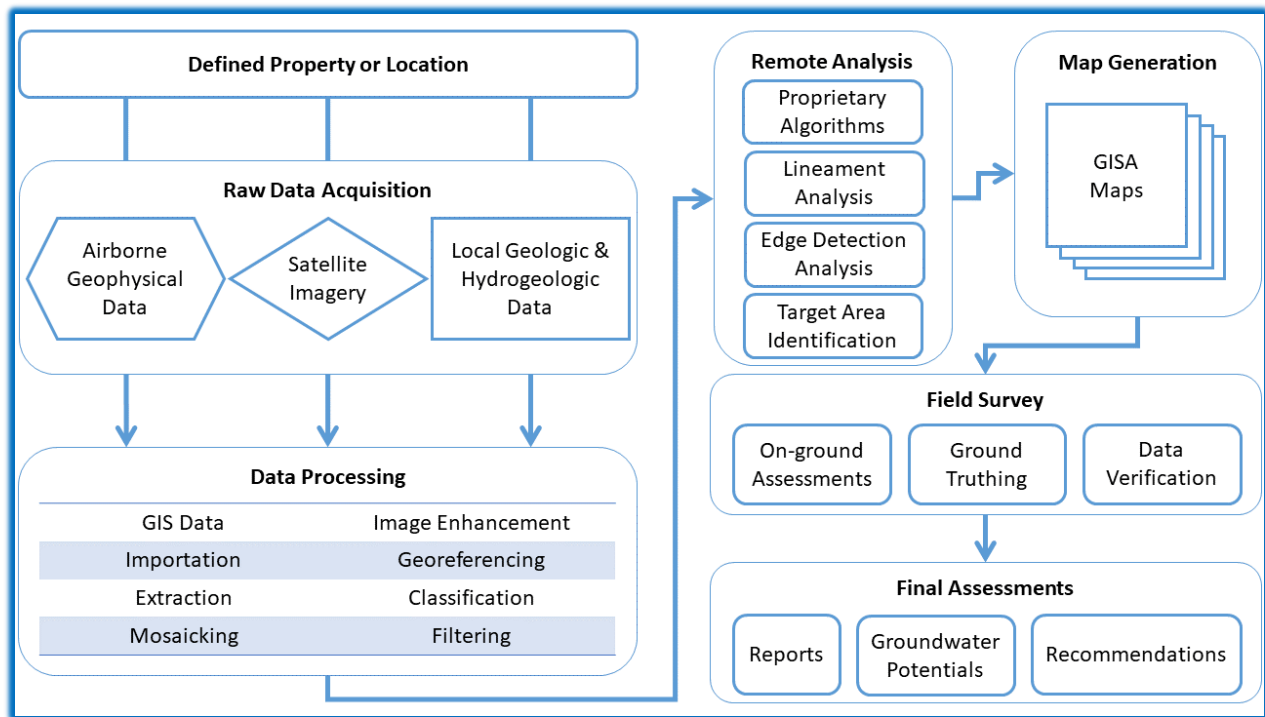 Defined Property or Location
Raw Data Acquisition
Airborne
Geophysical
Data
Satellite
Imagery
Local Geologic &
Hydrogeologic
Data
Data Processing
GIS Data
Image Enhancement
Importation
Georeferencing
Extraction
Classification
Mosaicking
Filtering
Remote Analysis
Proprietary
Algorithms
Lineament
Analysis
Edge Detection
Analysis
Target Area
Identification
Map Generation
GISA
Maps
Field Survey
On-ground
Assessments
Ground
Truthing
Data
Verification
Final Assessments
Reports
Groundwater
Potentials
Recommendations